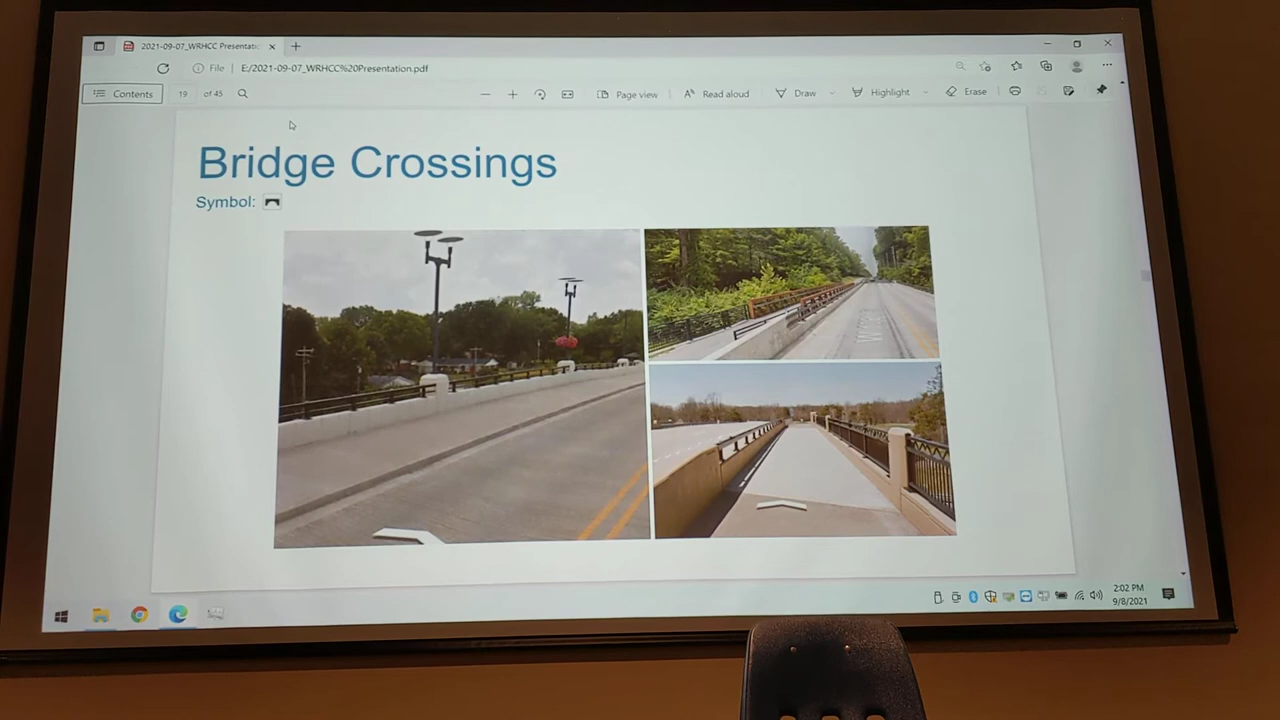 2021-09-07_WRHCC Presentatic
File
E:/2021-09-07_WRHCC%20Presentation.pdf
Contents
19 of 45
Page view
Read aloud
Draw
Highlight
Erase
Bridge Crossings
Symbol:
2:02 PM
9/8/2021